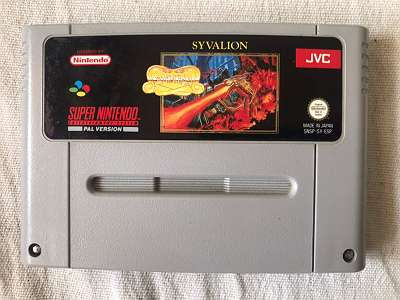 SYVALION
LICENSED BY
Nintendo
JVC
SUPER NINTENDO
ENTERTAINMENT SYSTEM
PAL VERSION
MADE IN JAPAN
SNSP-SY-ESP